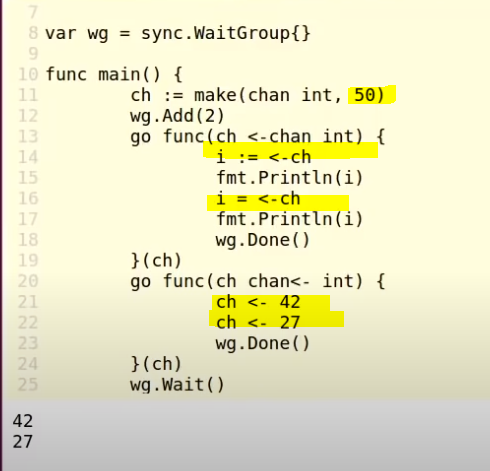 7
8 var wg = sync.WaitGroup{}
9
10 func main() {
11 ch := make(chan int, 50)
12 wg.Add(2)
13 go func(ch <-chan int) {
14 i := <-ch
15 fmt.Println(i)
16 i = <-ch
17 fmt.Println(i)
18 wg.Done()
19 }(ch)
20 go func(ch chan<- int) {
21 ch <- 42
22 ch <- 27
23 wg.Done()
24 }(ch)
25 wg.Wait()
42
27